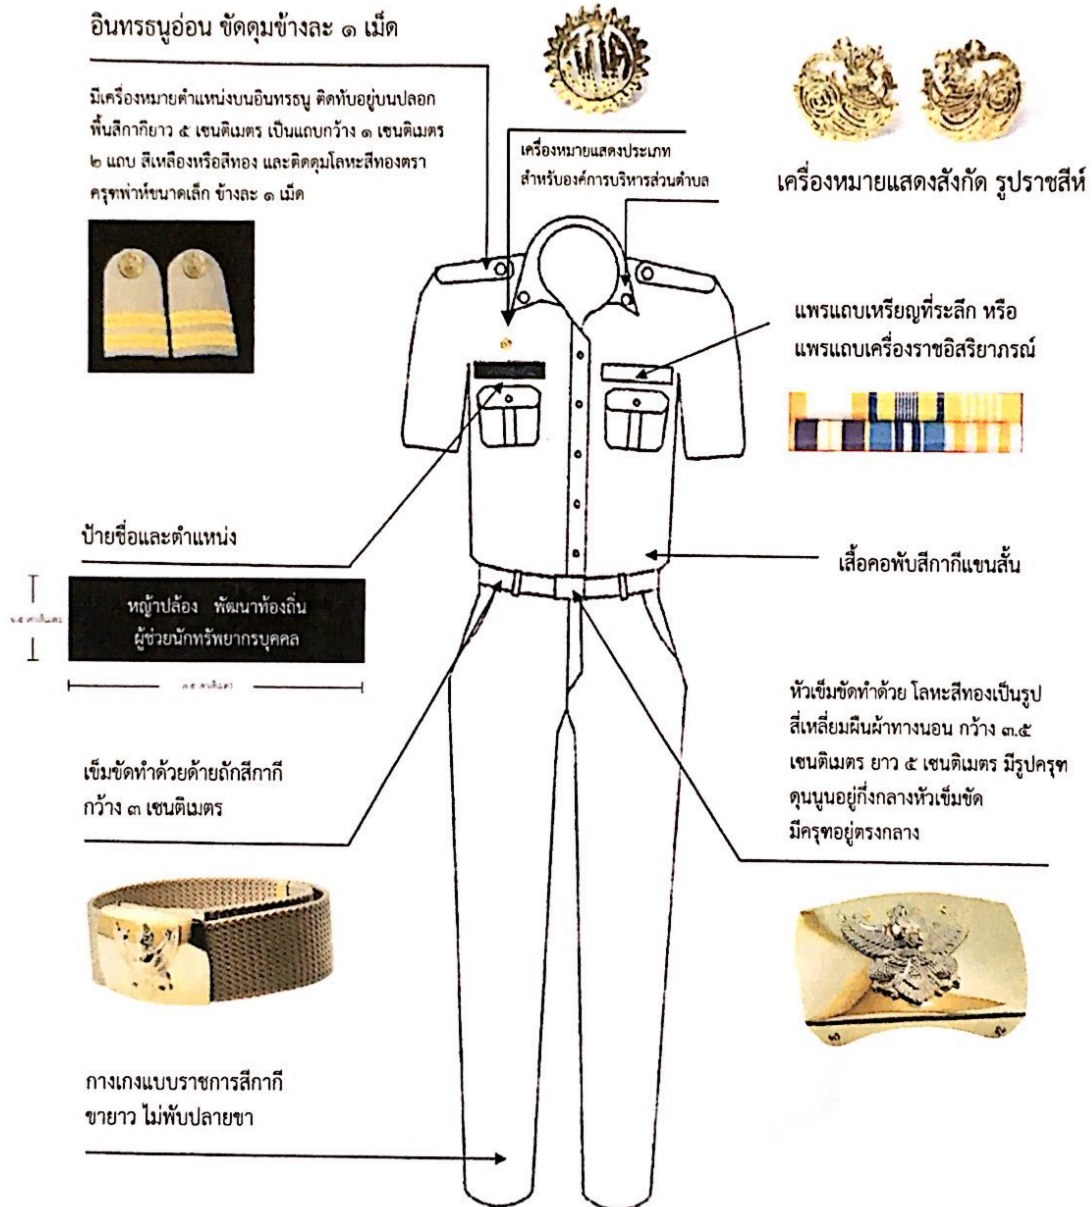 อินทรธนูอ่อน ขัดดุมข้างละ ๑ เม็ด
มีเครื่องหมายตำแหน่งบนอินทรธนู ติดทับอยู่บนปลอก
พื้นสีกากียาว ๕ เซนติเมตร เป็นแถบกว้าง ๑ เซนติเมตร
๒ แถบ สีเหลืองหรือสีทอง และติดดุมโลหะสีทองตรา
ครุฑพ่าห์ขนาดเล็ก ข้างละ ๑ เม็ด
เครื่องหมายแสดงประเภท
สำหรับองค์การบริหารส่วนตำบล
เครื่องหมายแสดงสังกัด รูปราชสีห์
แพรแถบเหรียญที่ระลึก หรือ
แพรแถบเครื่องราชอิสริยาภรณ์
ป้ายชื่อและตำแหน่ง
หญ้าปล้อง พัฒนาท้องถิ่น
ผู้ช่วยนักทรัพยากรบุคคล
เสื้อคอพับสีกากีแขนสั้น
หัวเข็มขัดทำด้วย โลหะสีทองเป็นรูป
สี่เหลี่ยมผืนผ้าทางนอน กว้าง ๓.๕
เซนติเมตร ยาว ๕ เซนติเมตร มีรูปครุฑ
ดุนนูนอยู่กึ่งกลางหัวเข็มขัด
มีครุฑอยู่ตรงกลาง
เข็มขัดทำด้วยด้ายถักสีกากี
กว้าง ๓ เซนติเมตร
กางเกงแบบราชการสีกากี
ขายาว ไม่พับปลายขา